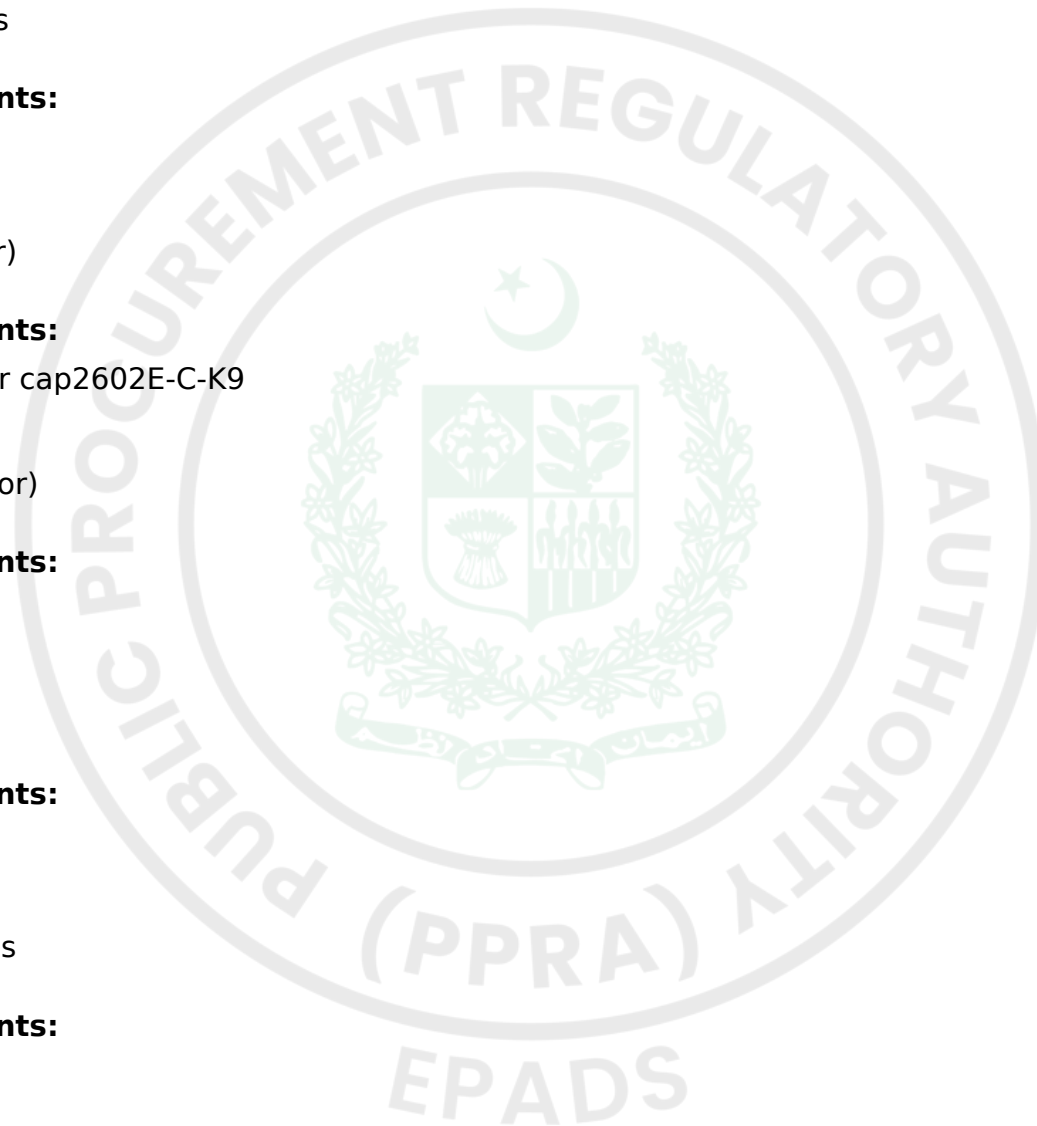 s
nts:
r)
nts:
r cap2602E-C-K9
or)
nts:
nts:
s
nts:
PUBLIC PROCUREMENT REGULATORY AUTHORITY
(PPRA)
EPADS